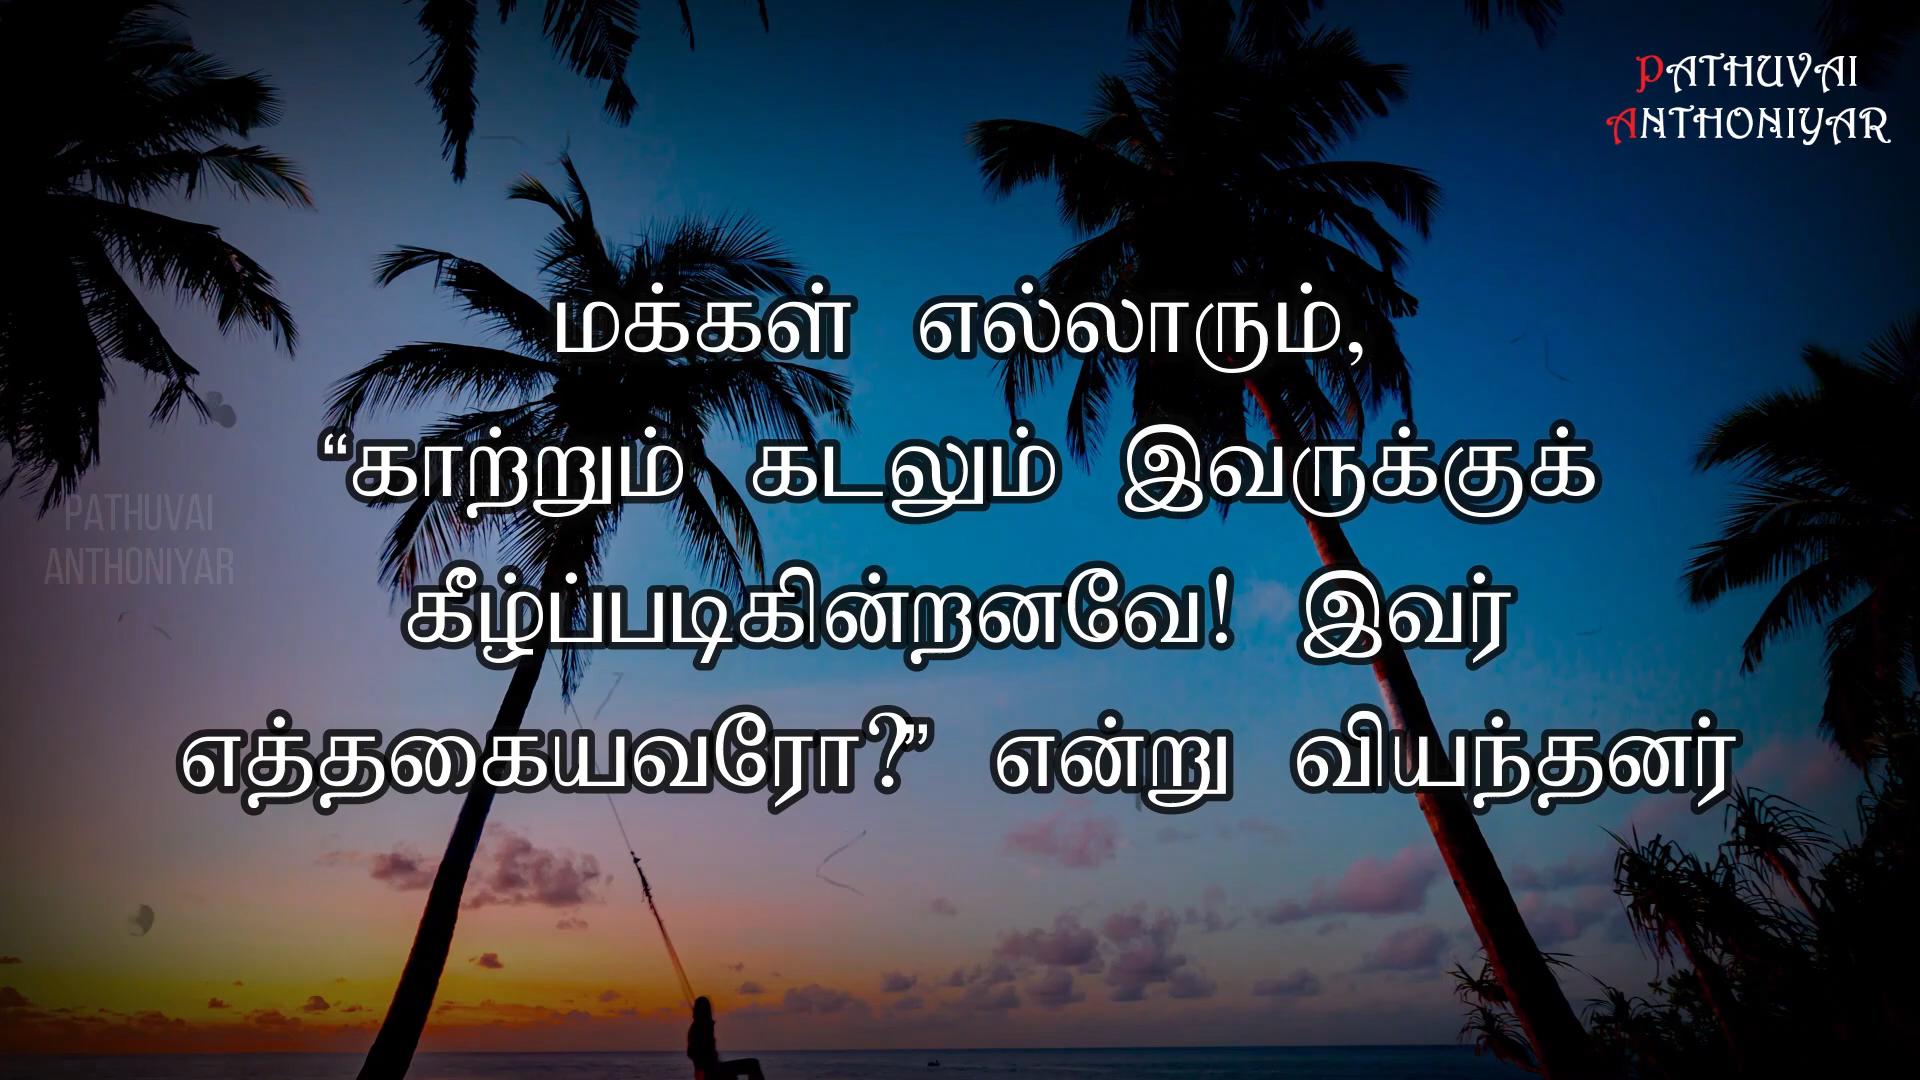 PATHUVAI
ANTHONIYAR
மக்கள் எல்லாரும்,
“காற்றும் கடலும் இவருக்குக்
கீழ்ப்படிகின்றனவே! இவர்
எத்தகையவரோ?” என்று வியந்தனர்
PATHUVAI
ANTHONIYAR